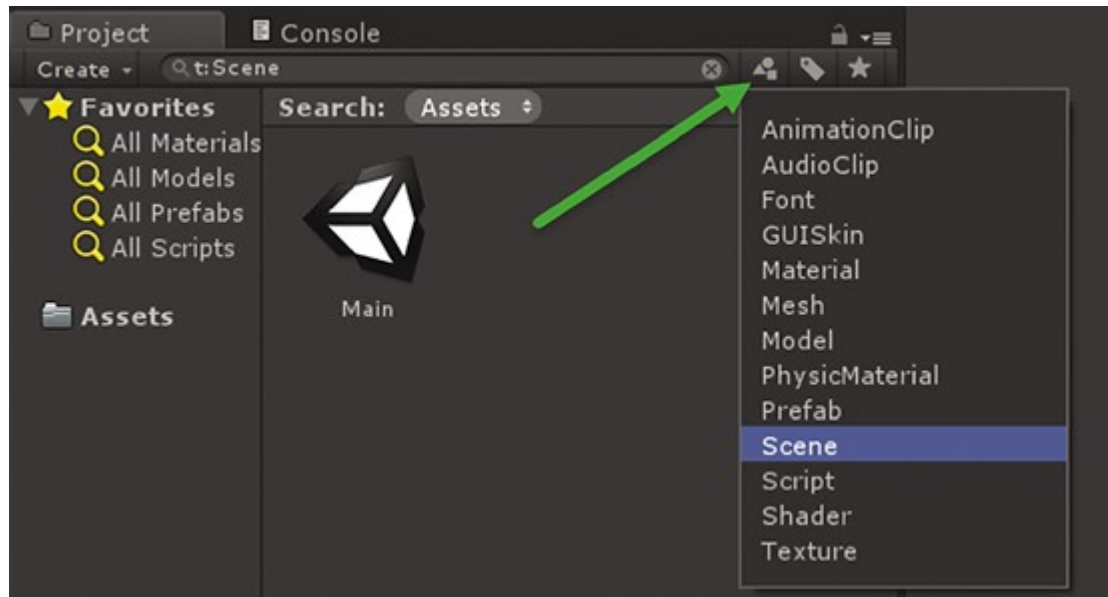 Project
Console
Create
t:Scene
Favorites
All Materials
All Models
All Prefabs
All Scripts
Assets
Search: Assets
Main
AnimationClip
AudioClip
Font
GUISkin
Material
Mesh
Model
PhysicMaterial
Prefab
Scene
Script
Shader
Texture